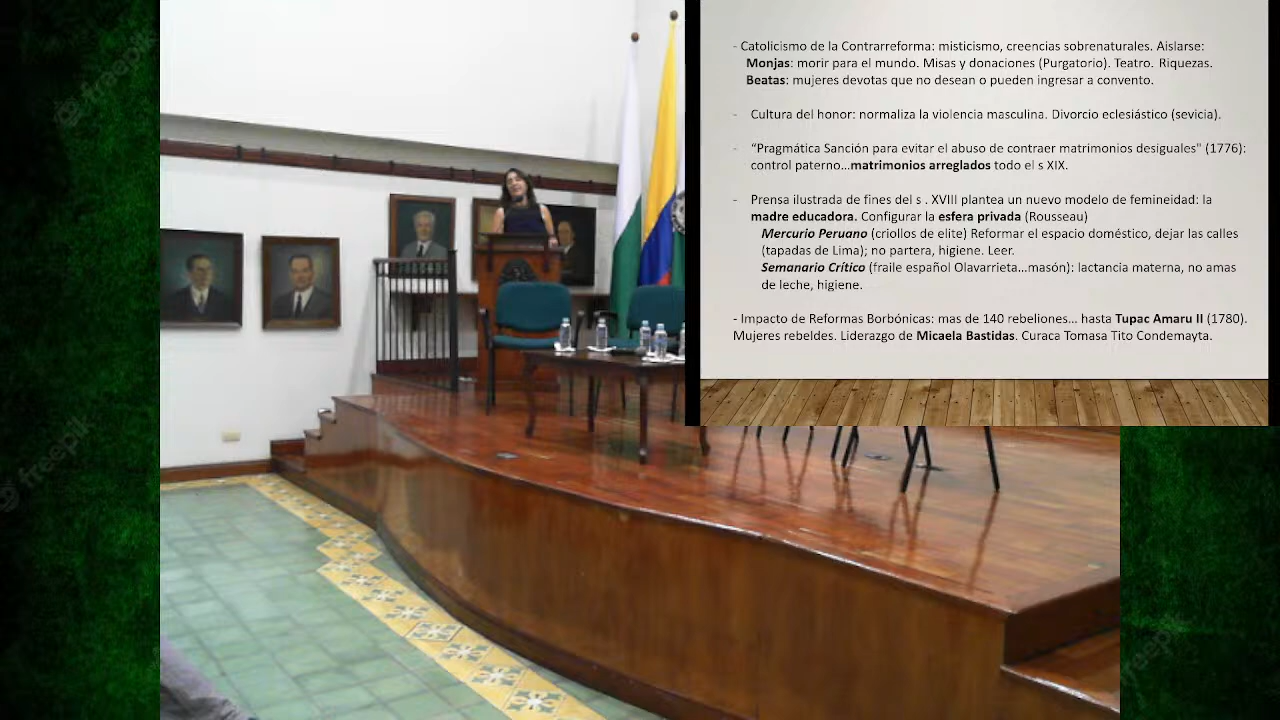 - Catolicismo de la Contrarreforma: misticismo, creencias sobrenaturales. Aislarse:
Monjas: morir para el mundo. Misas y donaciones (Purgatorio). Teatro. Riquezas.
Beatas: mujeres devotas que no desean o pueden ingresar a convento.
- Cultura del honor: normaliza la violencia masculina. Divorcio eclesiástico (sevicia).
- “Pragmática Sanción para evitar el abuso de contraer matrimonios desiguales" (1776):
control paterno…matrimonios arreglados todo el s XIX.
- Prensa ilustrada de fines del s . XVIII plantea un nuevo modelo de femineidad: la
madre educadora. Configurar la esfera privada (Rousseau)
Mercurio Peruano (criollos de elite) Reformar el espacio doméstico, dejar las calles
(tapadas de Lima); no partera, higiene. Leer.
Semanario Crítico (fraile español Olavarrieta…masón): lactancia materna, no amas
de leche, higiene.
- Impacto de Reformas Borbónicas: mas de 140 rebeliones… hasta Tupac Amaru II (1780).
Mujeres rebeldes. Liderazgo de Micaela Bastidas. Curaca Tomasa Tito Condemayta.
freepik
freepik
freepik